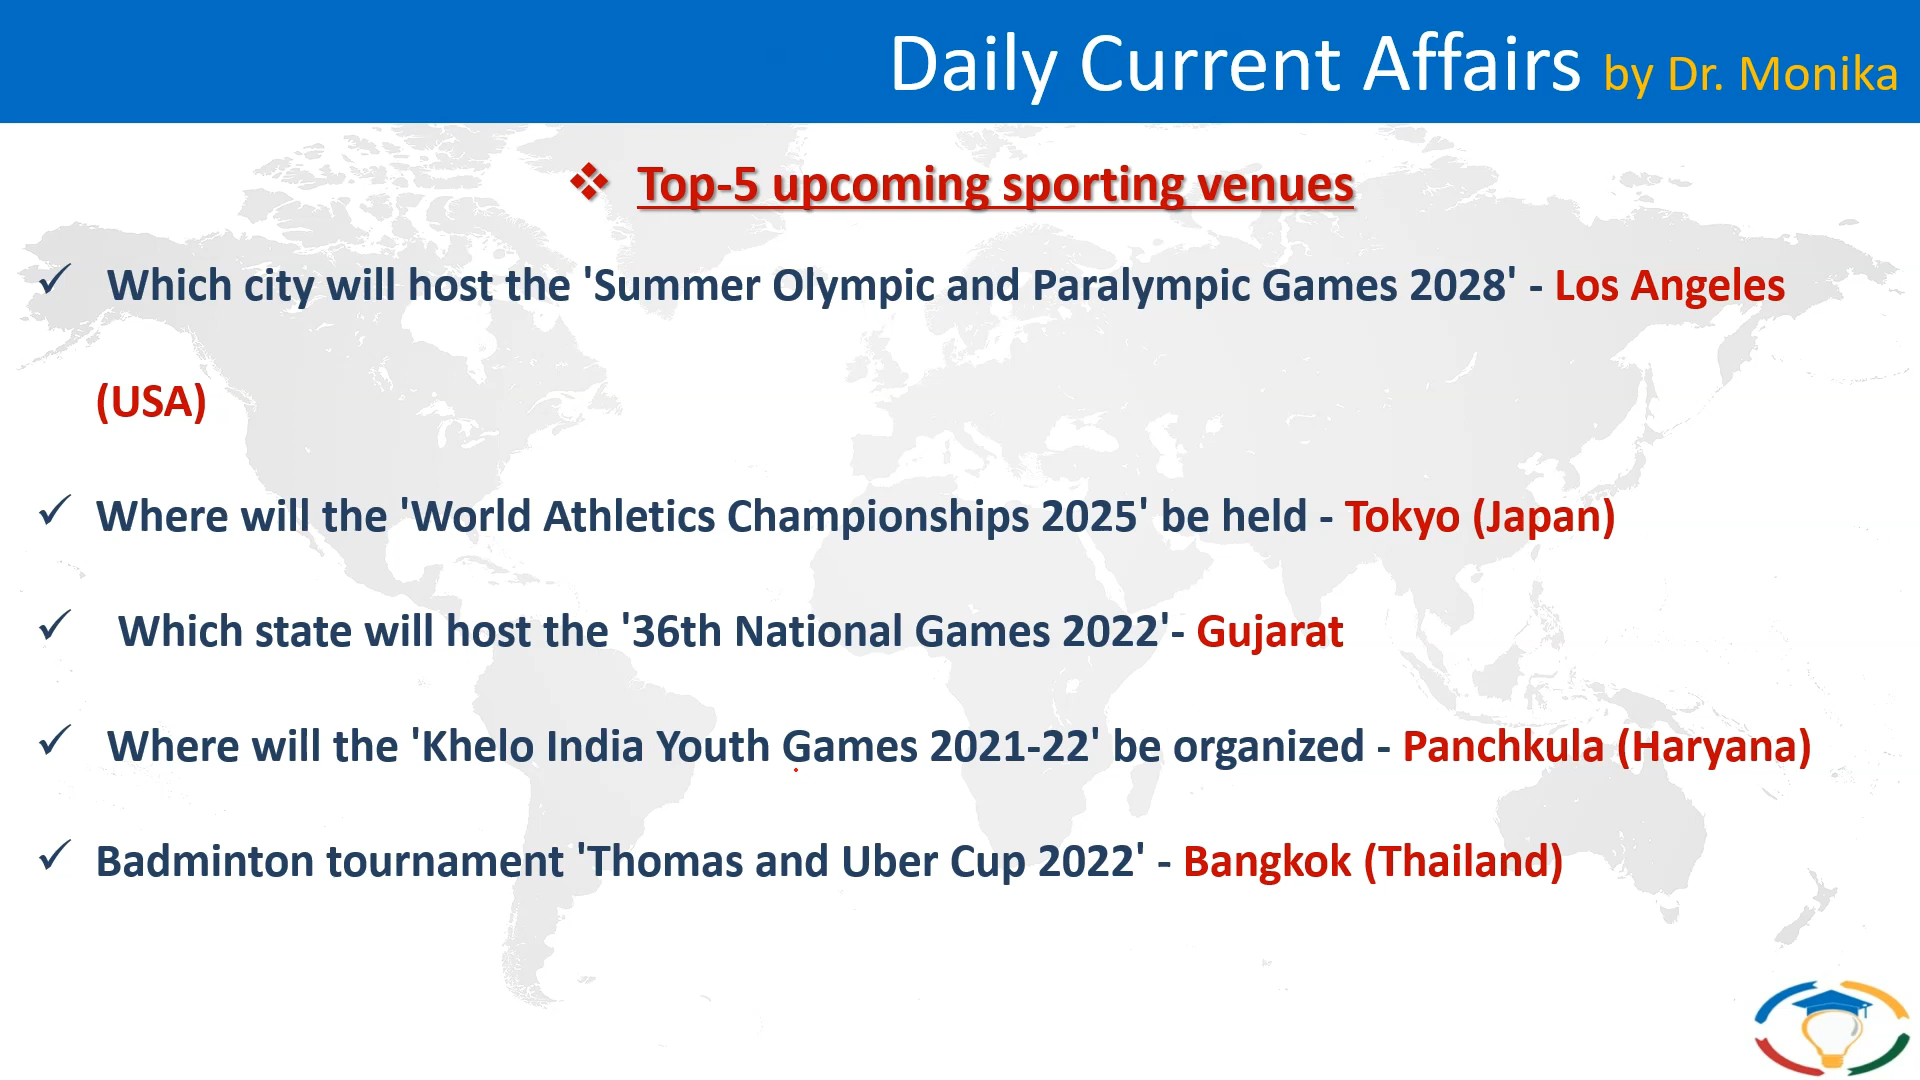 Daily Current Affairs by Dr. Monika
❖ Top-5 upcoming sporting venues
✓ Which city will host the 'Summer Olympic and Paralympic Games 2028' - Los Angeles
(USA)
✓ Where will the 'World Athletics Championships 2025' be held - Tokyo (Japan)
✓ Which state will host the '36th National Games 2022'- Gujarat
✓ Where will the 'Khelo India Youth Games 2021-22' be organized - Panchkula (Haryana)
✓ Badminton tournament 'Thomas and Uber Cup 2022' - Bangkok (Thailand)